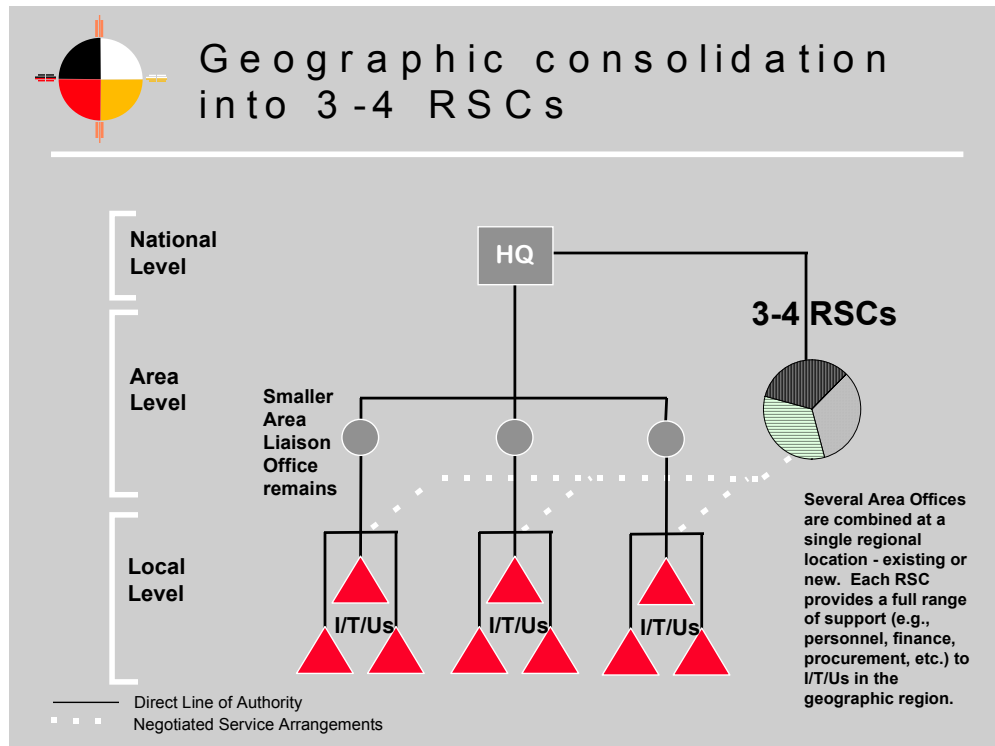 Geographic consolidation
into 3-4 RSCs
National
Level
HQ
3-4 RSCs
Area
Level
Smaller
Area
Liaison
Office
remains
Several Area Offices
are combined at a
single regional
location - existing or
new. Each RSC
provides a full range
of support (e.g.,
personnel, finance,
procurement, etc.) to
I/T/Us in the
geographic region.
Local
Level
I/T/Us
I/T/Us
I/T/Us
Direct Line of Authority
Negotiated Service Arrangements